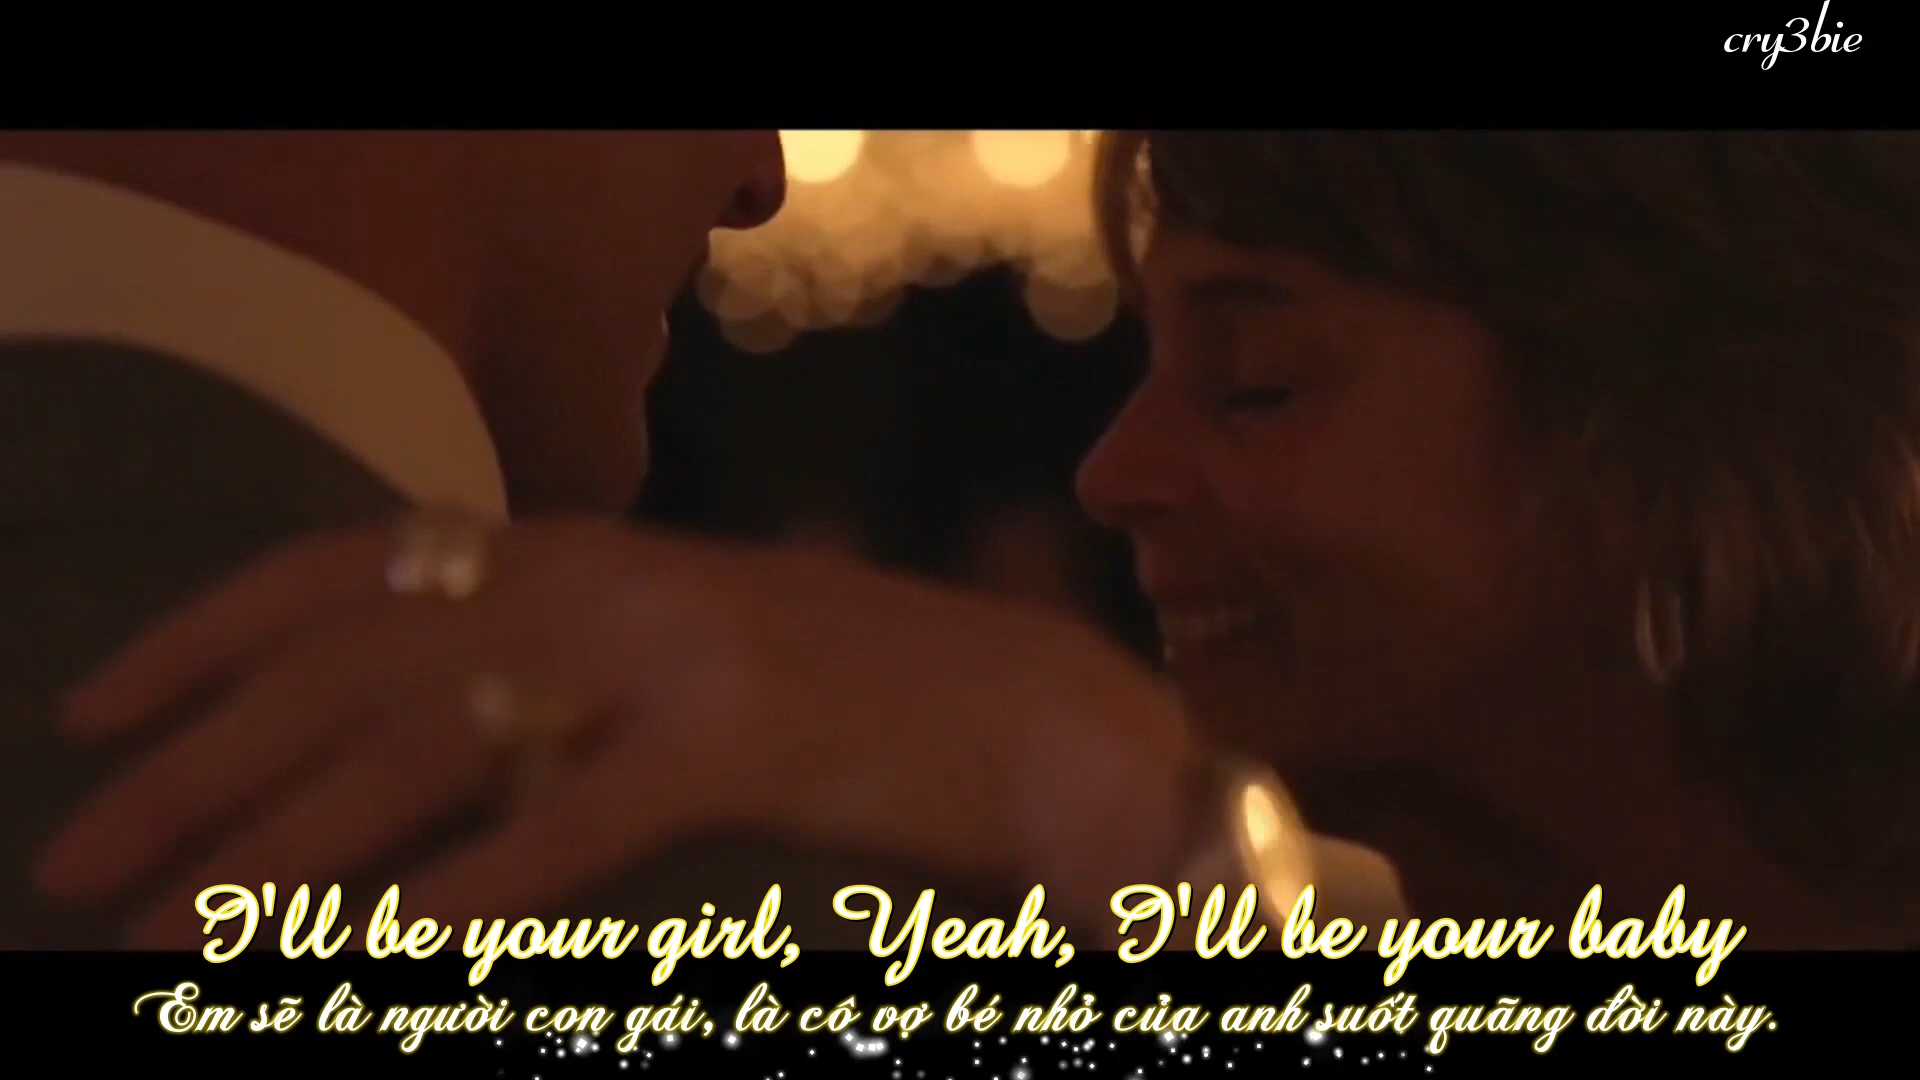 cry3bie
I'll be your girl, Yeah, I'll be your baby
Em sẽ là người con gái, là cô vợ bé nhỏ của anh suốt quãng đời này.